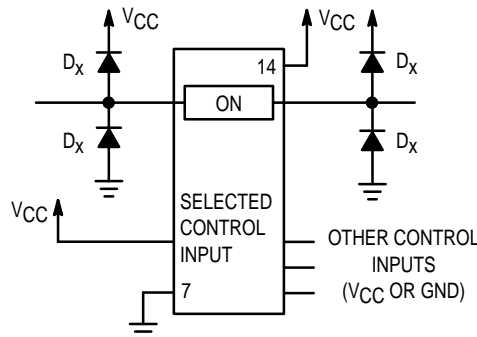 VCC
VCC
14
Dx
Dx
ON
Dx
Dx
VCC
SELECTED
CONTROL
INPUT
OTHER CONTROL
INPUTS
(VCC OR GND)
7